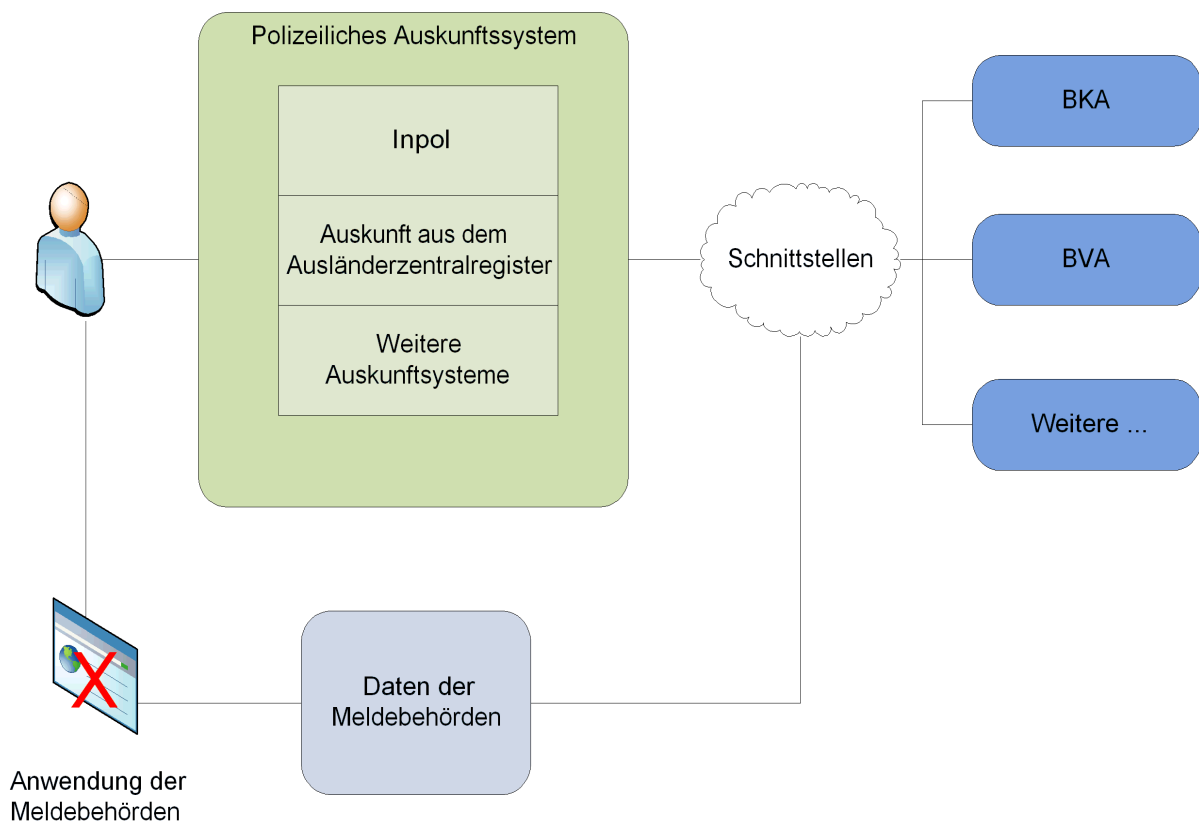 Polizeiliches Auskunftssystem
Inpol
Auskunft aus dem
Ausländerzentralregister
Weitere
Auskunftsysteme
Schnittstellen
BKA
BVA
Weitere ...
Daten der
Meldebehörden
X
Anwendung der
Meldebehörden